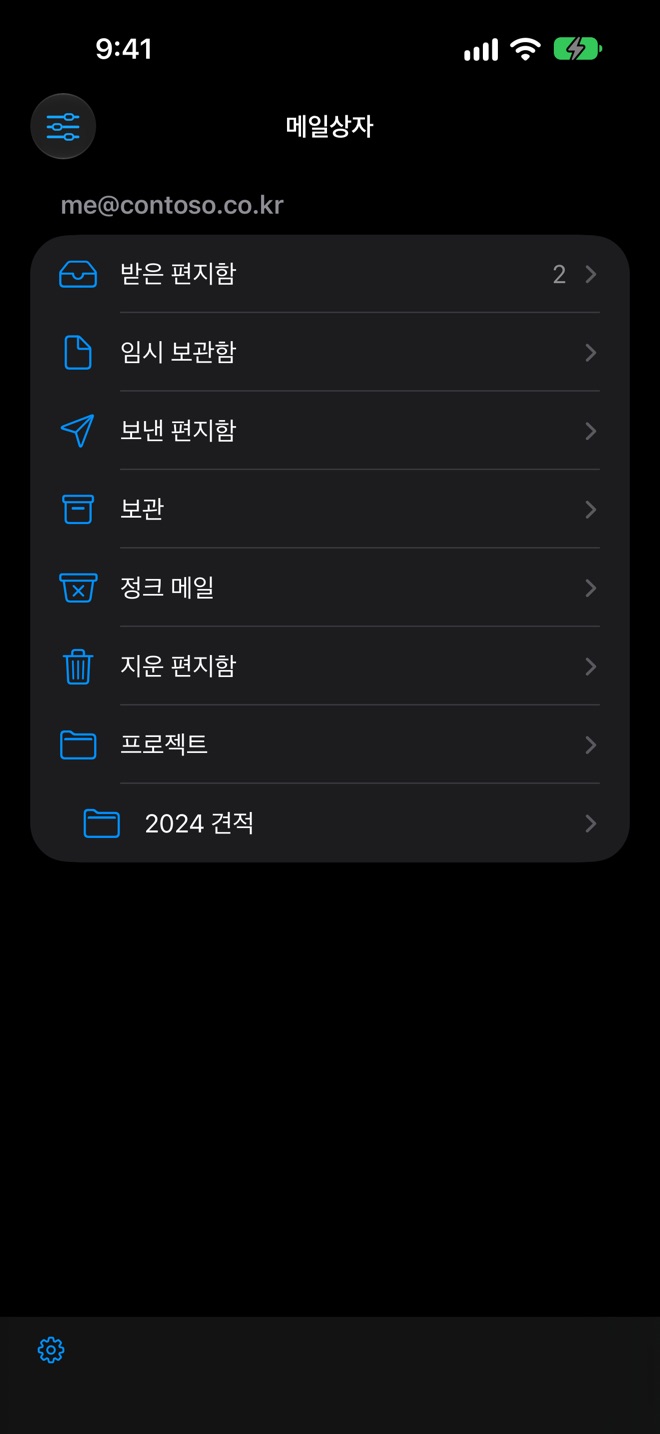 9:41
메일상자
me@contoso.co.kr
받은 편지함 2
임시 보관함
보낸 편지함
보관
정크 메일
지운 편지함
프로젝트
2024 견적